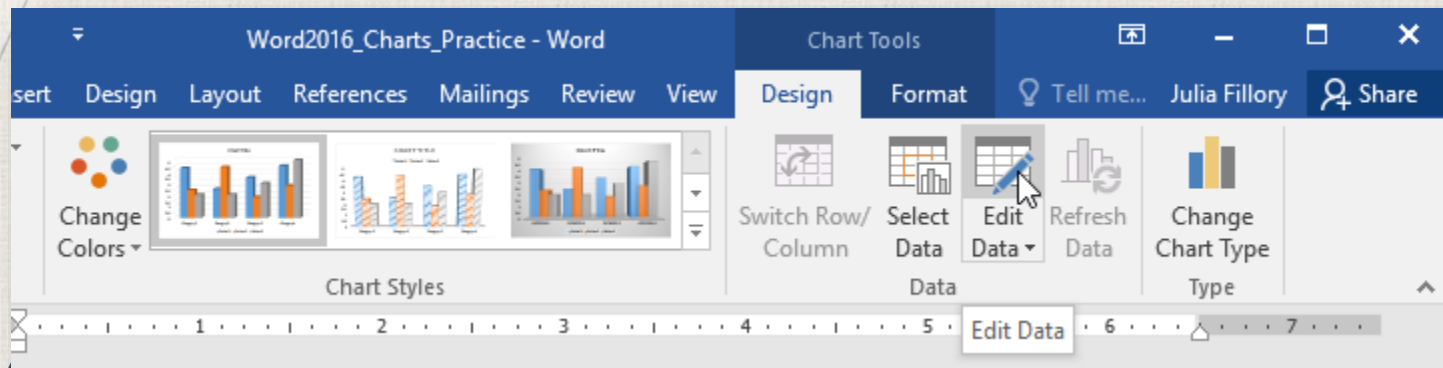 Word2016_Charts_Practice - Word
Chart Tools
sert Design Layout References Mailings Review View Design Format Tell me... Julia Fillory Share
Change Colors
Switch Row/ Column
Select Data
Edit Data
Refresh Data
Change Chart Type
Chart Styles
Data
Type
1 2 3 4 5 6 7
Edit Data